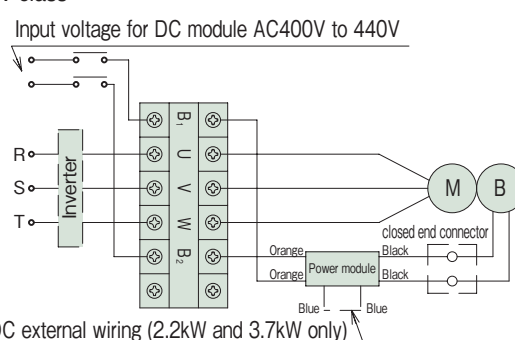 class
Input voltage for DC module AC400V to 440V
B1
R
U
S
Inverter
V
M
B
T
W
closed end connector
B2
Orange
Black
Power module
Orange
Black
Blue
Blue
DC external wiring (2.2kW and 3.7kW only)